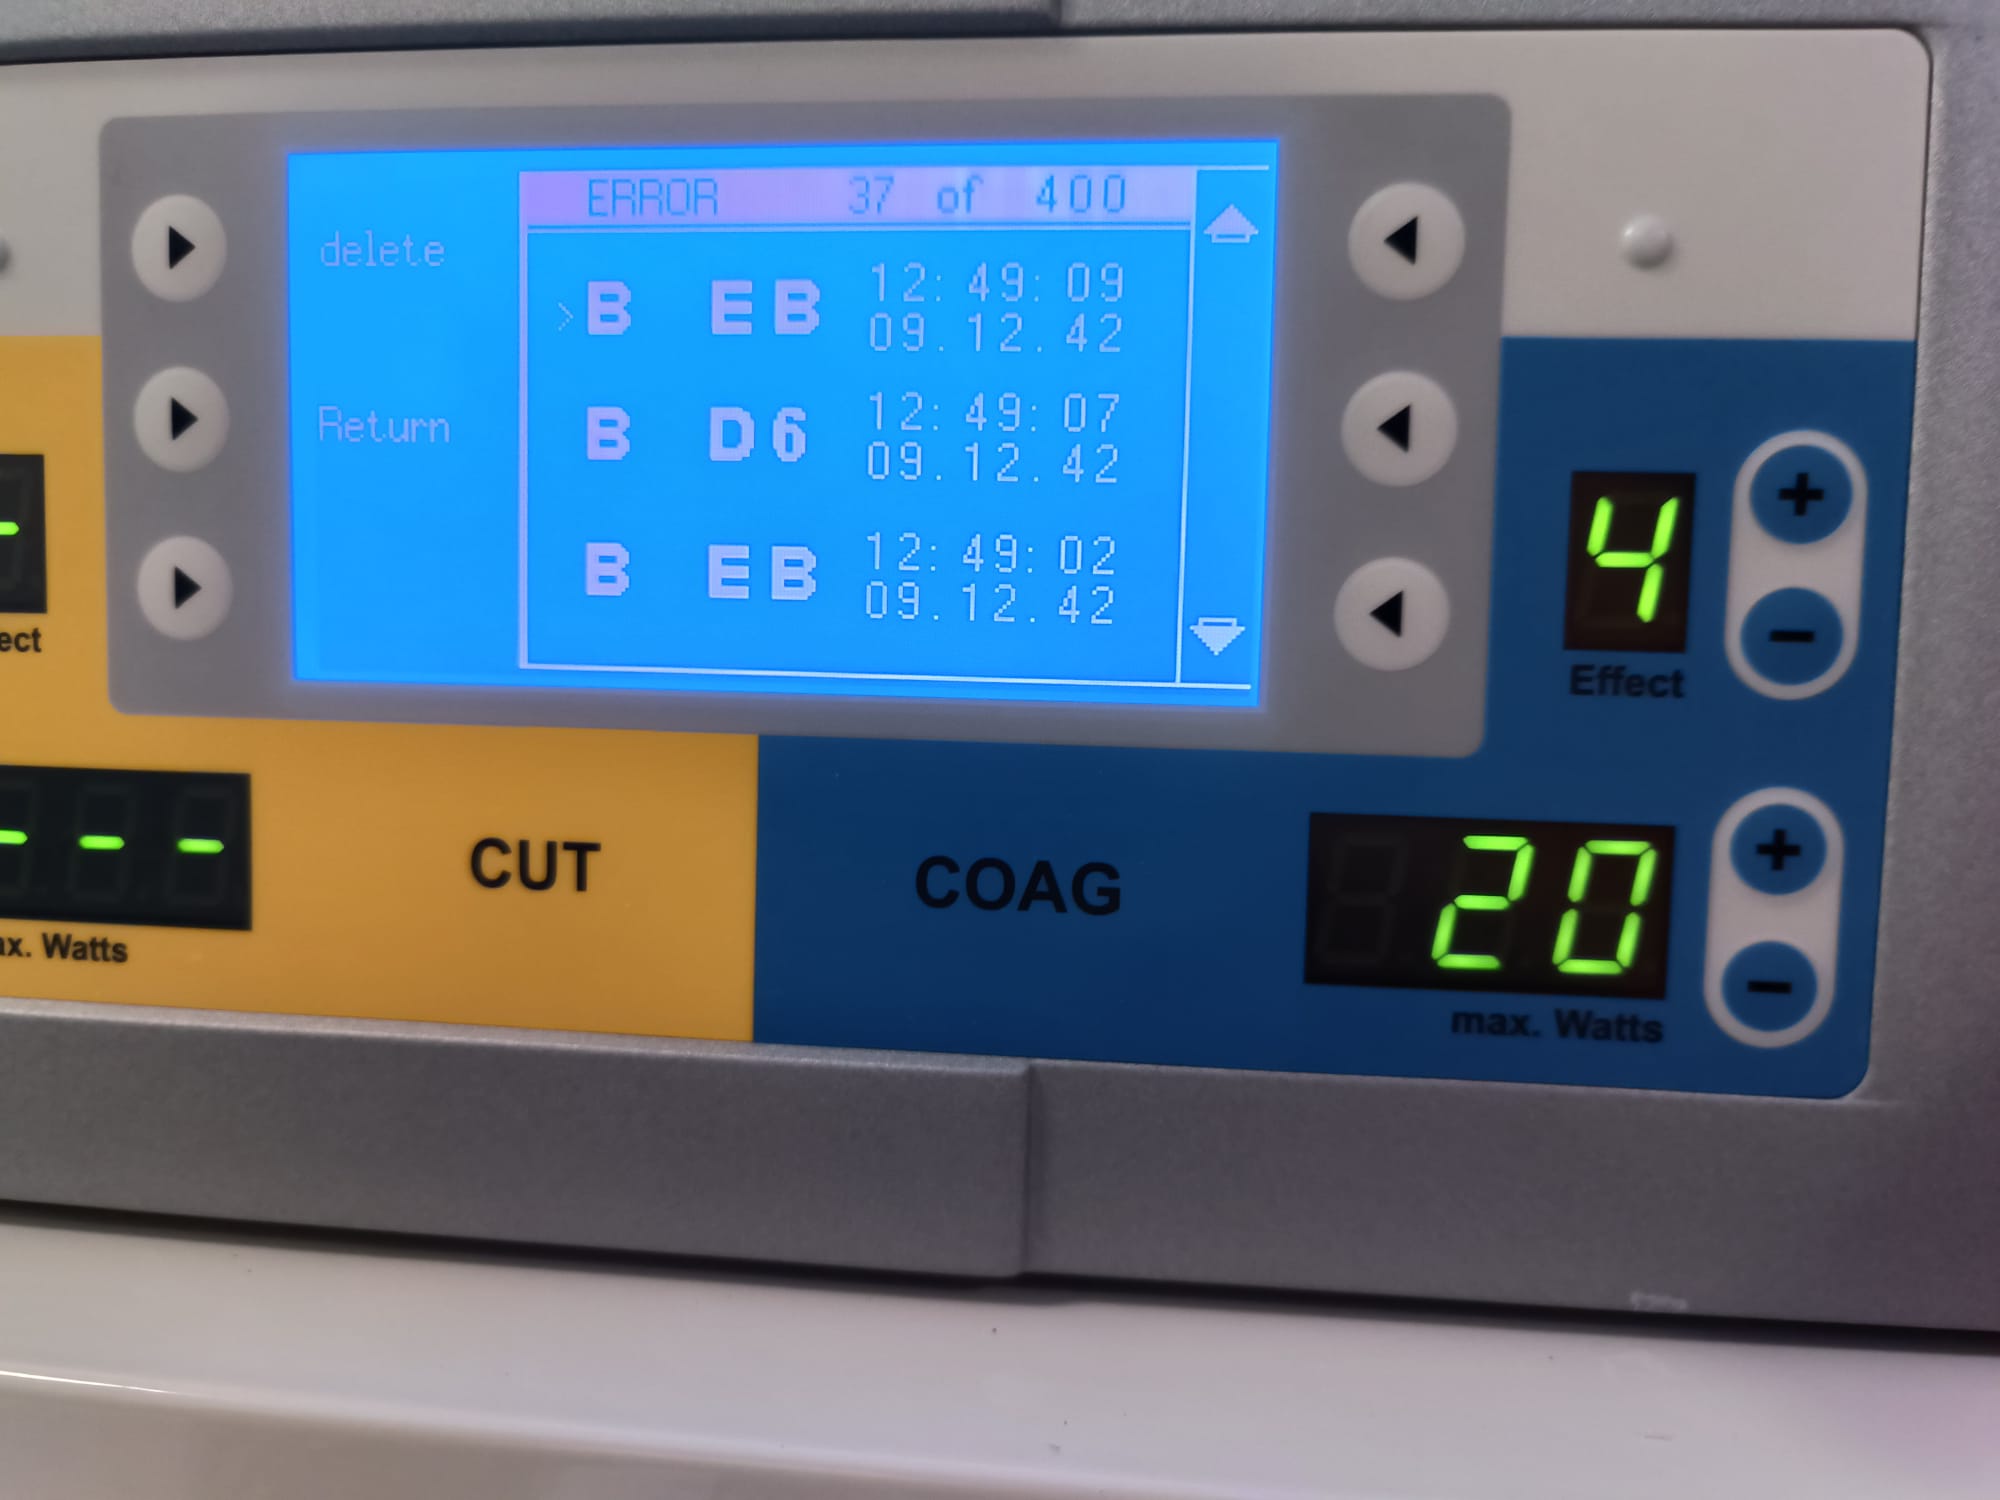 ERROR 37 of 400
delete
>B EB 12:49:09
09.12.42
Return
B D6 12:49:07
09.12.42
B EB 12:49:02
09.12.42
4
Effect
- - -
CUT
COAG
20
Watts
max. Watts